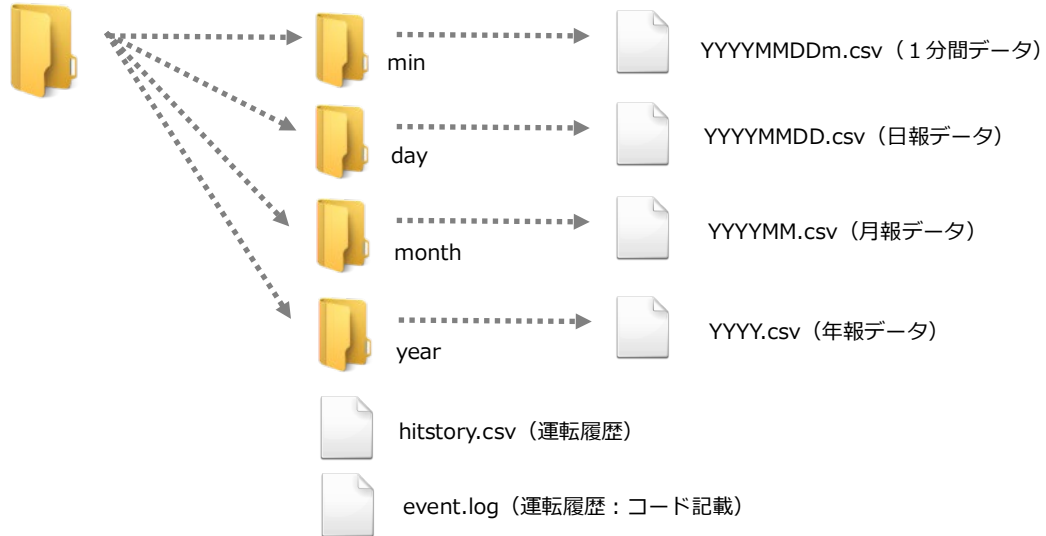 min
YYYYMMDDm.csv（１分間データ）
day
YYYYMMDD.csv（日報データ）
month
YYYYMM.csv（月報データ）
year
YYYY.csv（年報データ）
hitstory.csv（運転履歴）
event.log（運転履歴：コード記載）